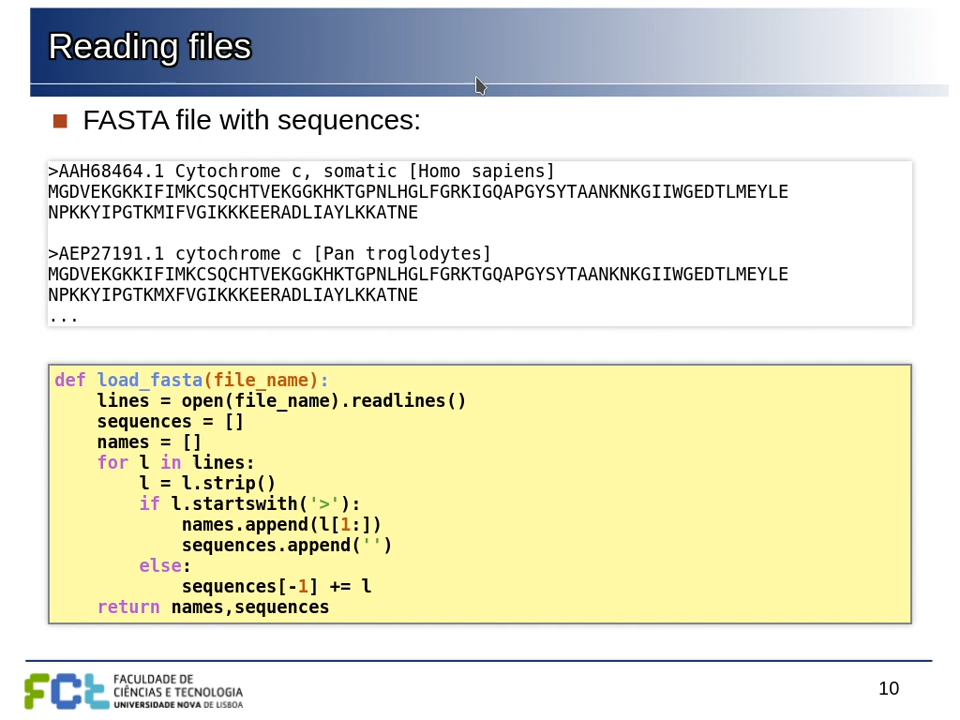 Reading files
FASTA file with sequences:
>AAH68464.1 Cytochrome c, somatic [Homo sapiens]
MGDVEKGKKIFIMKCSQCHTVEKGGKHKTGPNLHGLFGRKIGQAPGYSYTAANKNKGIIWGEDTLMEYLE
NPKKYIPGTKMIFVGIKKKEERADLIAYLKKATNE
>AEP27191.1 cytochrome c [Pan troglodytes]
MGDVEKGKKIFIMKCSQCHTVEKGGKHKTGPNLHGLFGRKTGQAPGYSYTAANKNKGIIWGEDTLMEYLE
NPKKYIPGTKMXFVGIKKKEERADLIAYLKKATNE
...
def load_fasta(file_name):
    lines = open(file_name).readlines()
    sequences = []
    names = []
    for l in lines:
        l = l.strip()
        if l.startswith('>'):
            names.append(l[1:])
            sequences.append('')
        else:
            sequences[-1] += l
    return names,sequences
FCt
FACULDADE DE
CIÊNCIAS E TECNOLOGIA
UNIVERSIDADE NOVA DE LISBOA
10